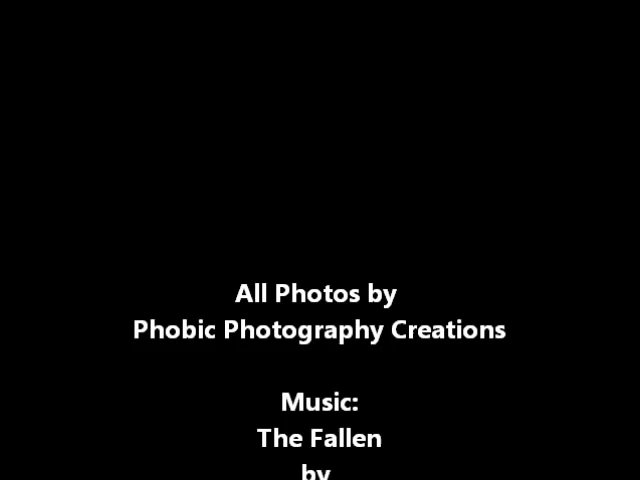 All Photos by
Phobic Photography Creations
Music:
The Fallen
by